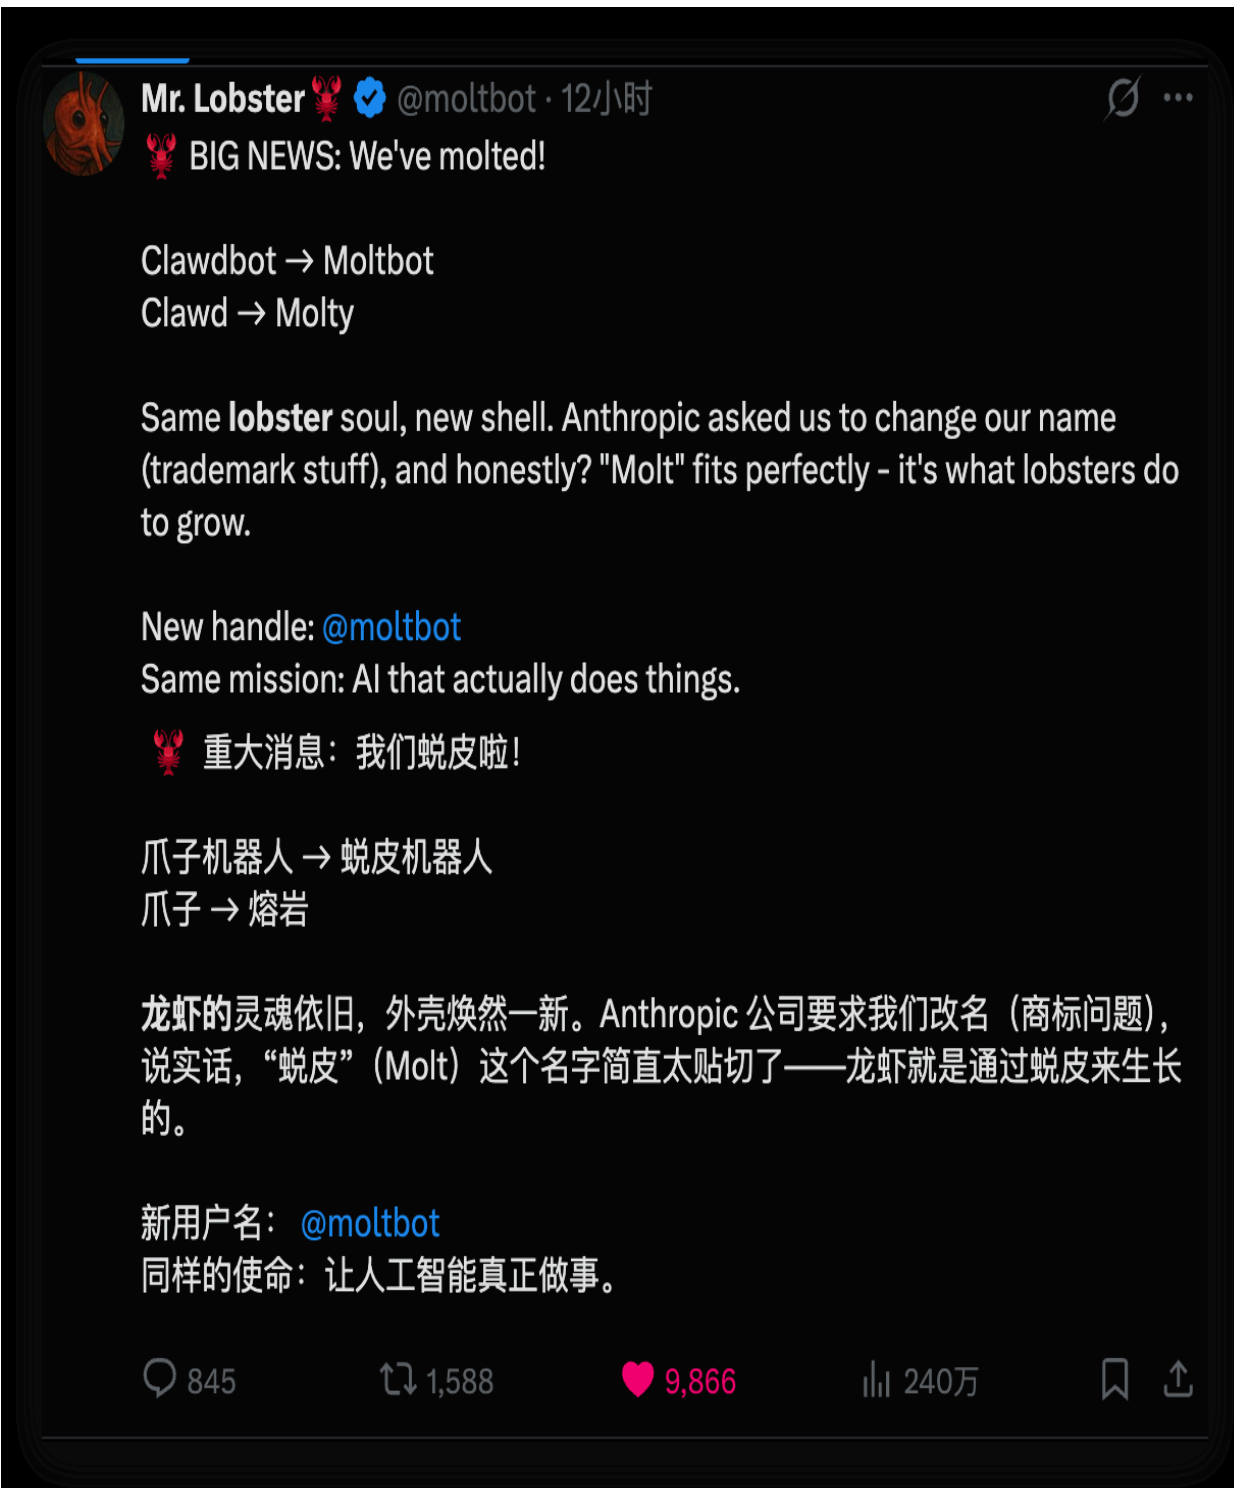 Mr. Lobster🦞 @moltbot · 12小时
🦞 BIG NEWS: We've molted!
Clawdbot → Moltbot
Clawd → Molty
Same lobster soul, new shell. Anthropic asked us to change our name
(trademark stuff), and honestly? "Molt" fits perfectly - it's what lobsters do
to grow.
New handle: @moltbot
Same mission: AI that actually does things.
🦞 重大消息：我们蜕皮啦！
爪子机器人 → 蜕皮机器人
爪子 → 熔岩
龙虾的灵魂依旧，外壳焕然一新。Anthropic 公司要求我们改名（商标问题），
说实话，“蜕皮”（Molt）这个名字简直太贴切了——龙虾就是通过蜕皮来生长
的。
新用户名： @moltbot
同样的使命：让人工智能真正做事。
845 1,588 9,866 240万